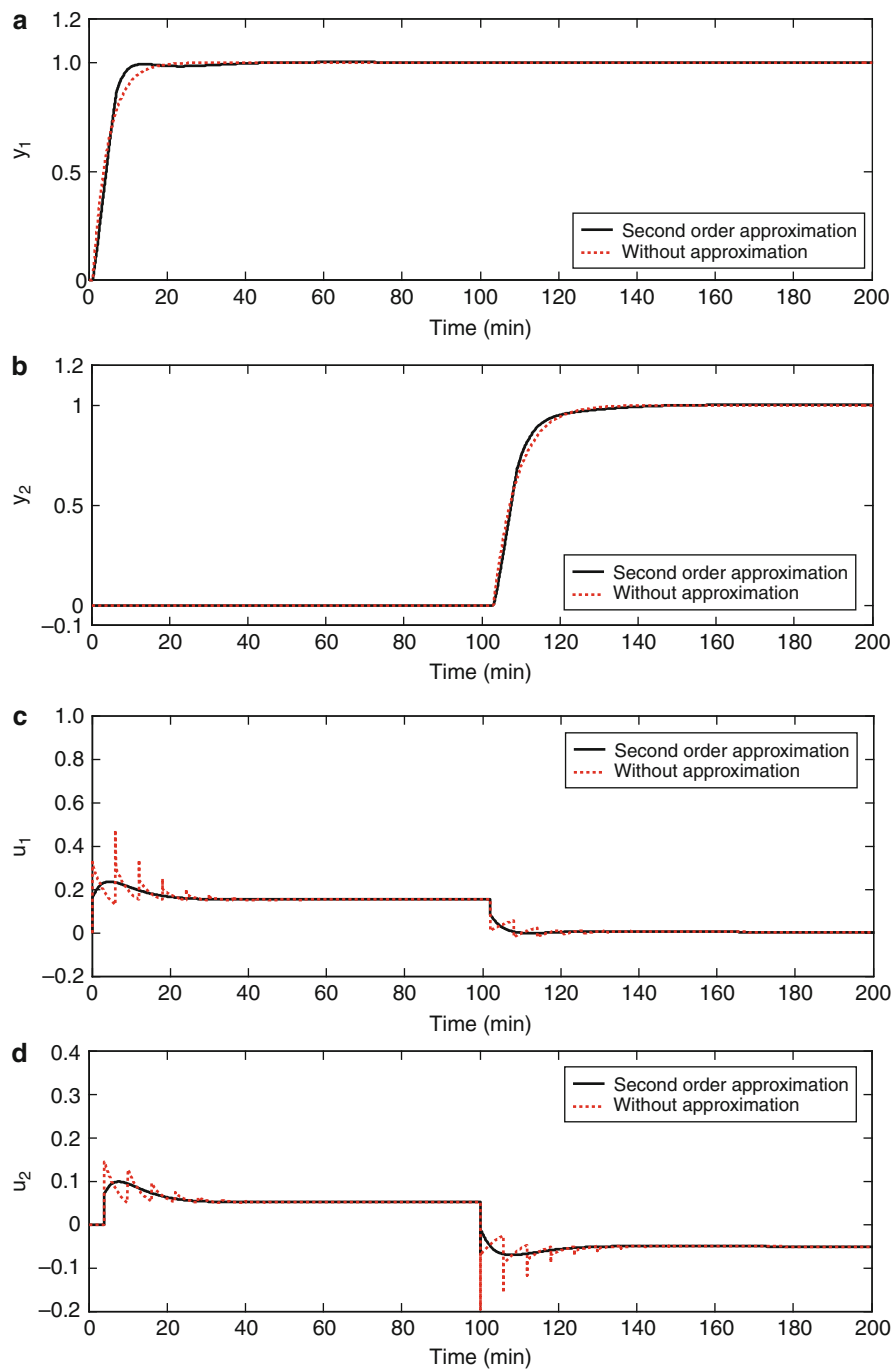 a
1.2
1.0
0.5
0
y1
0 20 40 60 80 100 120 140 160 180 200
Time (min)
Second order approximation
Without approximation
b
1.2
1
0.5
0
−0.1
y2
0 20 40 60 80 100 120 140 160 180 200
Time (min)
Second order approximation
Without approximation
c
1.0
0.8
0.6
0.4
0.2
0
−0.2
u1
0 20 40 60 80 100 120 140 160 180 200
Time (min)
Second order approximation
Without approximation
d
0.4
0.3
0.2
0.1
0
−0.1
−0.2
u2
0 20 40 60 80 100 120 140 160 180 200
Time (min)
Second order approximation
Without approximation